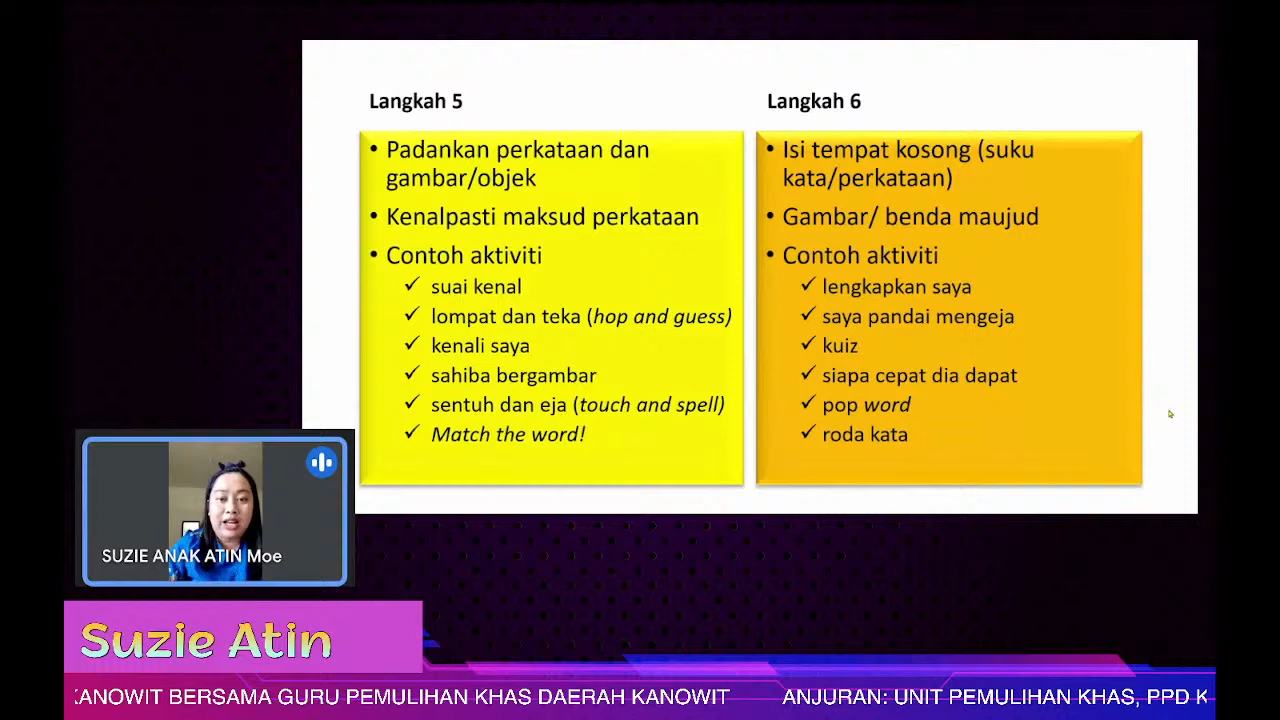 Langkah 5
• Padankan perkataan dan
gambar/objek
• Kenalpasti maksud perkataan
• Contoh aktiviti
✓ suai kenal
✓ lompat dan teka (hop and guess)
✓ kenali saya
✓ sahiba bergambar
✓ sentuh dan eja (touch and spell)
✓ Match the word!
Langkah 6
• Isi tempat kosong (suku
kata/perkataan)
• Gambar/ benda maujud
• Contoh aktiviti
✓ lengkapkan saya
✓ saya pandai mengeja
✓ kuiz
✓ siapa cepat dia dapat
✓ pop word
✓ roda kata
SUZIE ANAK ATIN Moe
Suzie Atin
KANOWIT BERSAMA GURU PEMULIHAN KHAS DAERAH KANOWIT ANJURAN: UNIT PEMULIHAN KHAS, PPD K